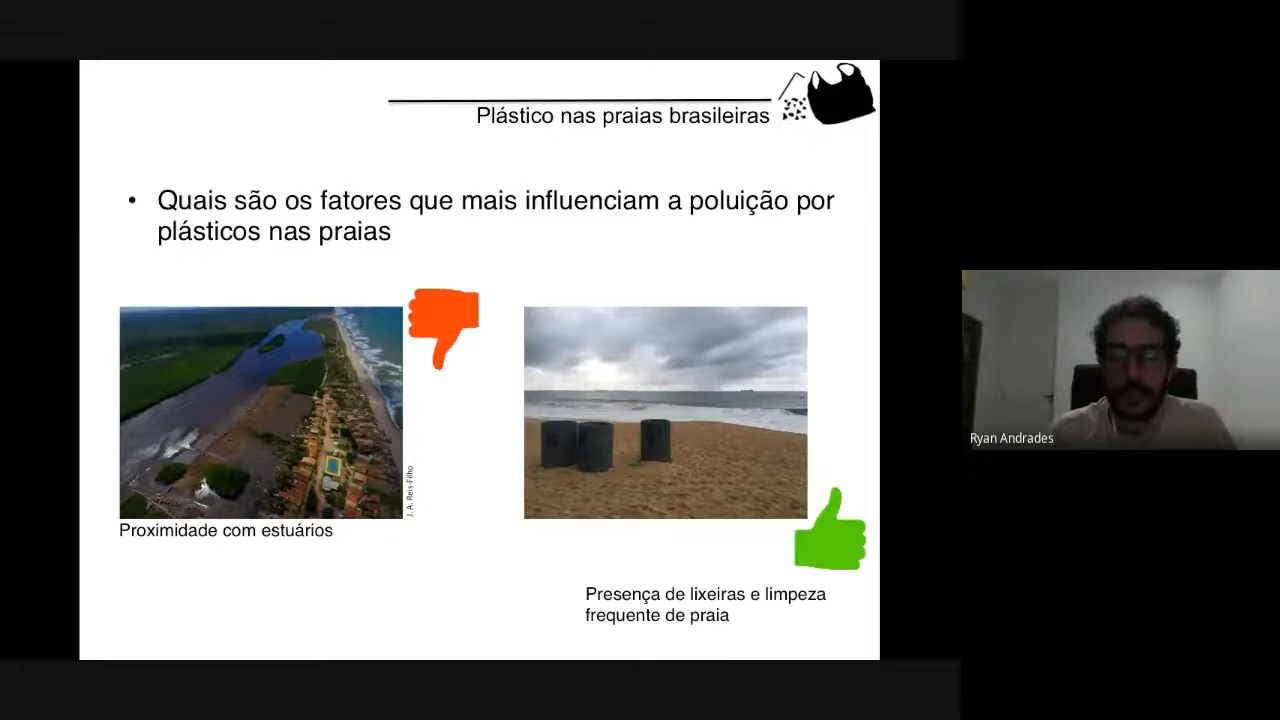 Plástico nas praias brasileiras
• Quais são os fatores que mais influenciam a poluição por
plásticos nas praias
J. A. Reis-Filho
Proximidade com estuários
Presença de lixeiras e limpeza
frequente de praia
Ryan Andrades